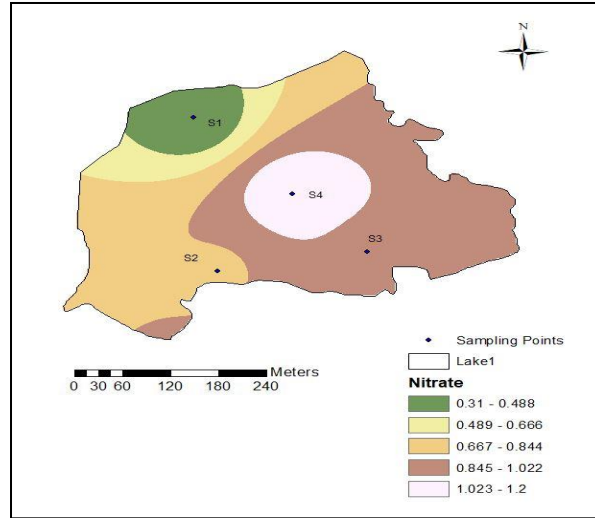 N
S1
S4
S3
S2
Sampling Points
Meters
Lake1
0 30 60 120 180 240
Nitrate
0.31 - 0.488
0.489 - 0.666
0.667 - 0.844
0.845 - 1.022
1.023 - 1.2